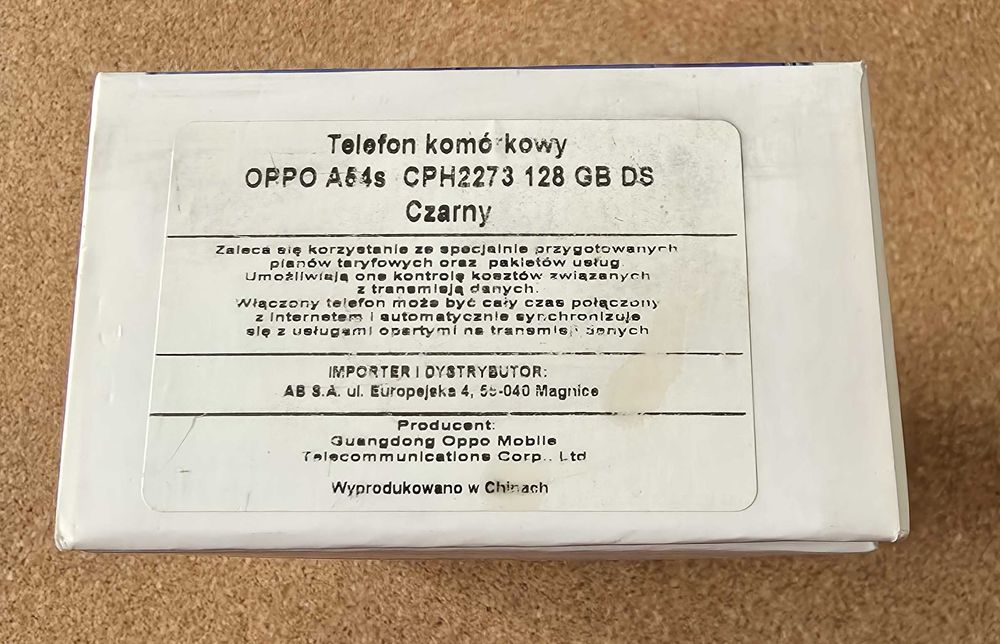 Telefon komórkowy
OPPO A54s CPH2273 128 GB DS
Czarny
Zaleca się korzystanie ze specjalnie przygotowanych
planów taryfowych oraz pakietów usług.
Umożliwiają one kontrolę kosztów związanych
z transmisją danych.
Włączony telefon może być cały czas połączony
z Internetem i automatycznie synchronizuje
się z usługami opartymi na transmisji danych
IMPORTER I DYSTRYBUTOR:
AB S.A. ul. Europejska 4, 55-040 Magnice
Producent:
Guangdong Oppo Mobile
Telecommunications Corp., Ltd
Wyprodukowano w Chinach